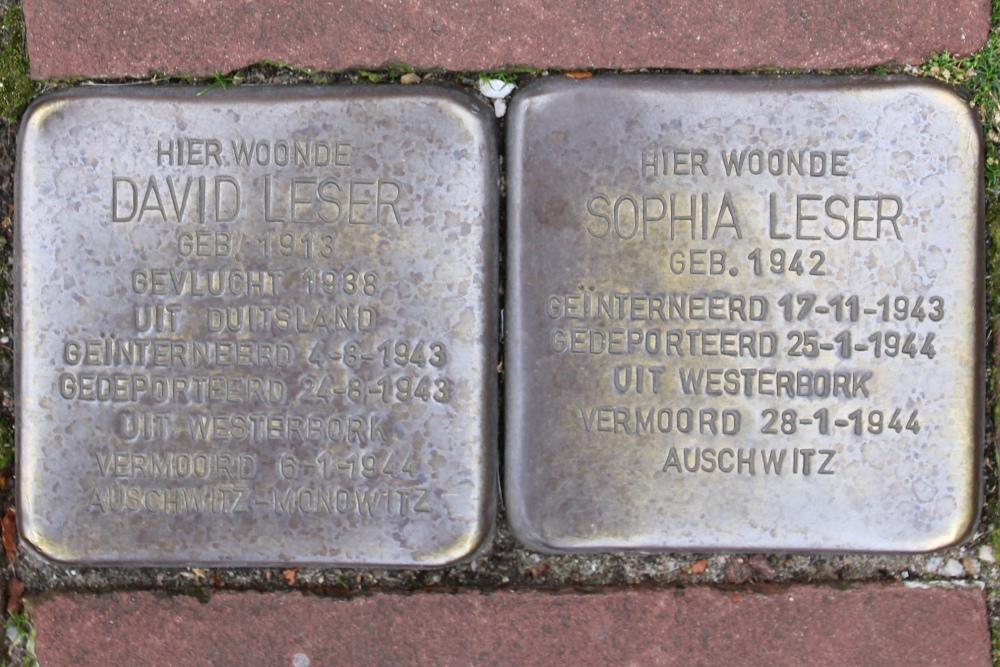 HIER WOONDE
DAVID LESER
GEB. 1913
GEVLUCHT 1938
UIT DUITSLAND
GEÏNTERNEERD 4-6-1943
GEDEPORTEERD 24-8-1943
UIT WESTERBORK
VERMOORD 6-1-1944
AUSCHWITZ-MONOWITZ
HIER WOONDE
SOPHIA LESER
GEB. 1942
GEÏNTERNEERD 17-11-1943
GEDEPORTEERD 25-1-1944
UIT WESTERBORK
VERMOORD 28-1-1944
AUSCHWITZ